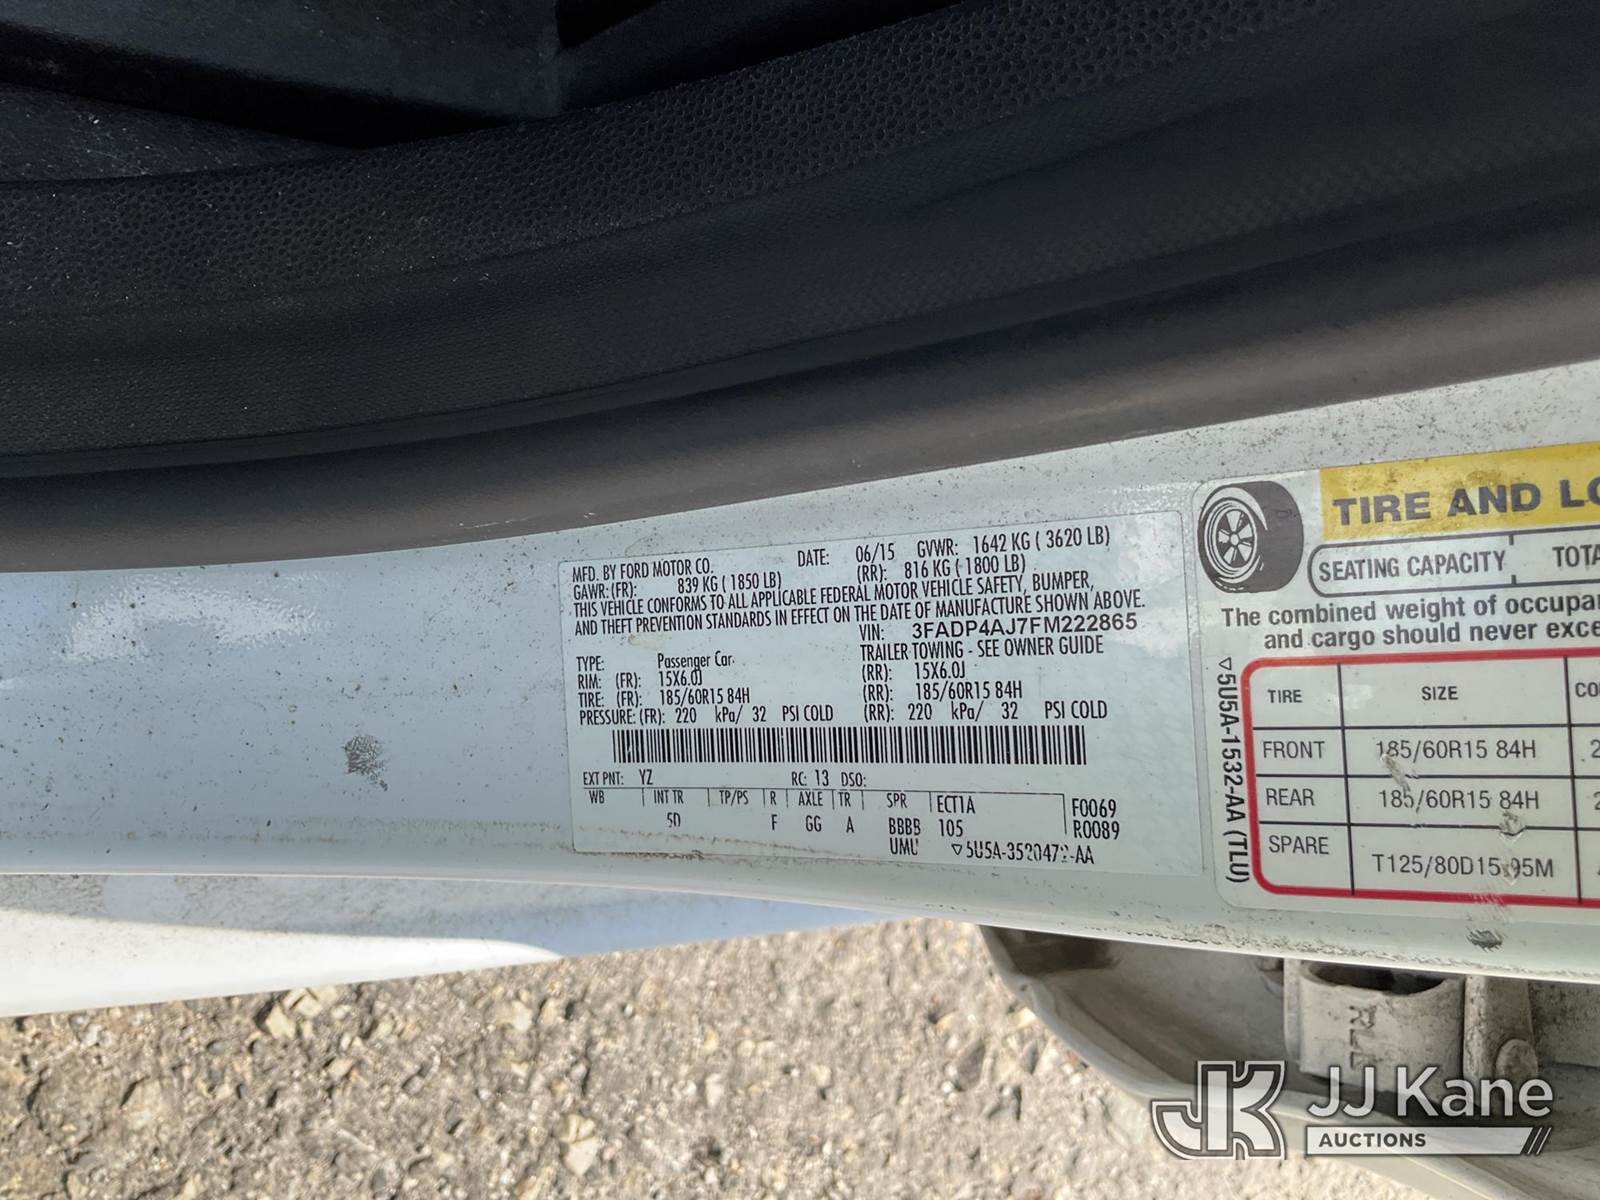 MFD. BY FORD MOTOR CO. DATE: 06/15 GVWR: 1642 KG ( 3620 LB)
GAWR: (FR): 839 KG ( 1850 LB) (RR): 816 KG ( 1800 LB)
THIS VEHICLE CONFORMS TO ALL APPLICABLE FEDERAL MOTOR VEHICLE SAFETY, BUMPER,
AND THEFT PREVENTION STANDARDS IN EFFECT ON THE DATE OF MANUFACTURE SHOWN ABOVE.
VIN: 3FADP4AJ7FM222865
TYPE: Passenger Car. TRAILER TOWING - SEE OWNER GUIDE
RIM: (FR): 15X6.0J (RR): 15X6.0J
TIRE: (FR): 185/60R15 84H (RR): 185/60R15 84H
PRESSURE: (FR): 220 kPa/ 32 PSI COLD (RR): 220 kPa/ 32 PSI COLD
EXT PNT: YZ RC: 13 DSO:
WB INT TR TP/PS R AXLE TR SPR ECT1A F0069
5D F GG A BBBB 105 R0089
UMU ▽5U5A-3520472-AA
TIRE AND LO
SEATING CAPACITY TOTA
The combined weight of occupan
and cargo should never exce
TIRE SIZE CO
FRONT 185/60R15 84H 2
REAR 185/60R15 84H 2
SPARE T125/80D15 95M
▽5U5A-1532-AA (TLU)
JJ Kane
AUCTIONS